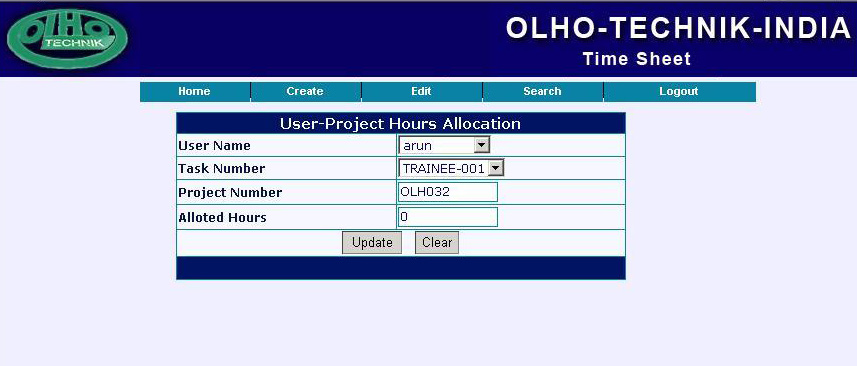 OLHO
TECHNIK
OLHO-TECHNIK-INDIA
Time Sheet
Home Create Edit Search Logout
User-Project Hours Allocation
User Name arun
Task Number TRAINEE-001
Project Number OLH032
Alloted Hours 0
Update Clear